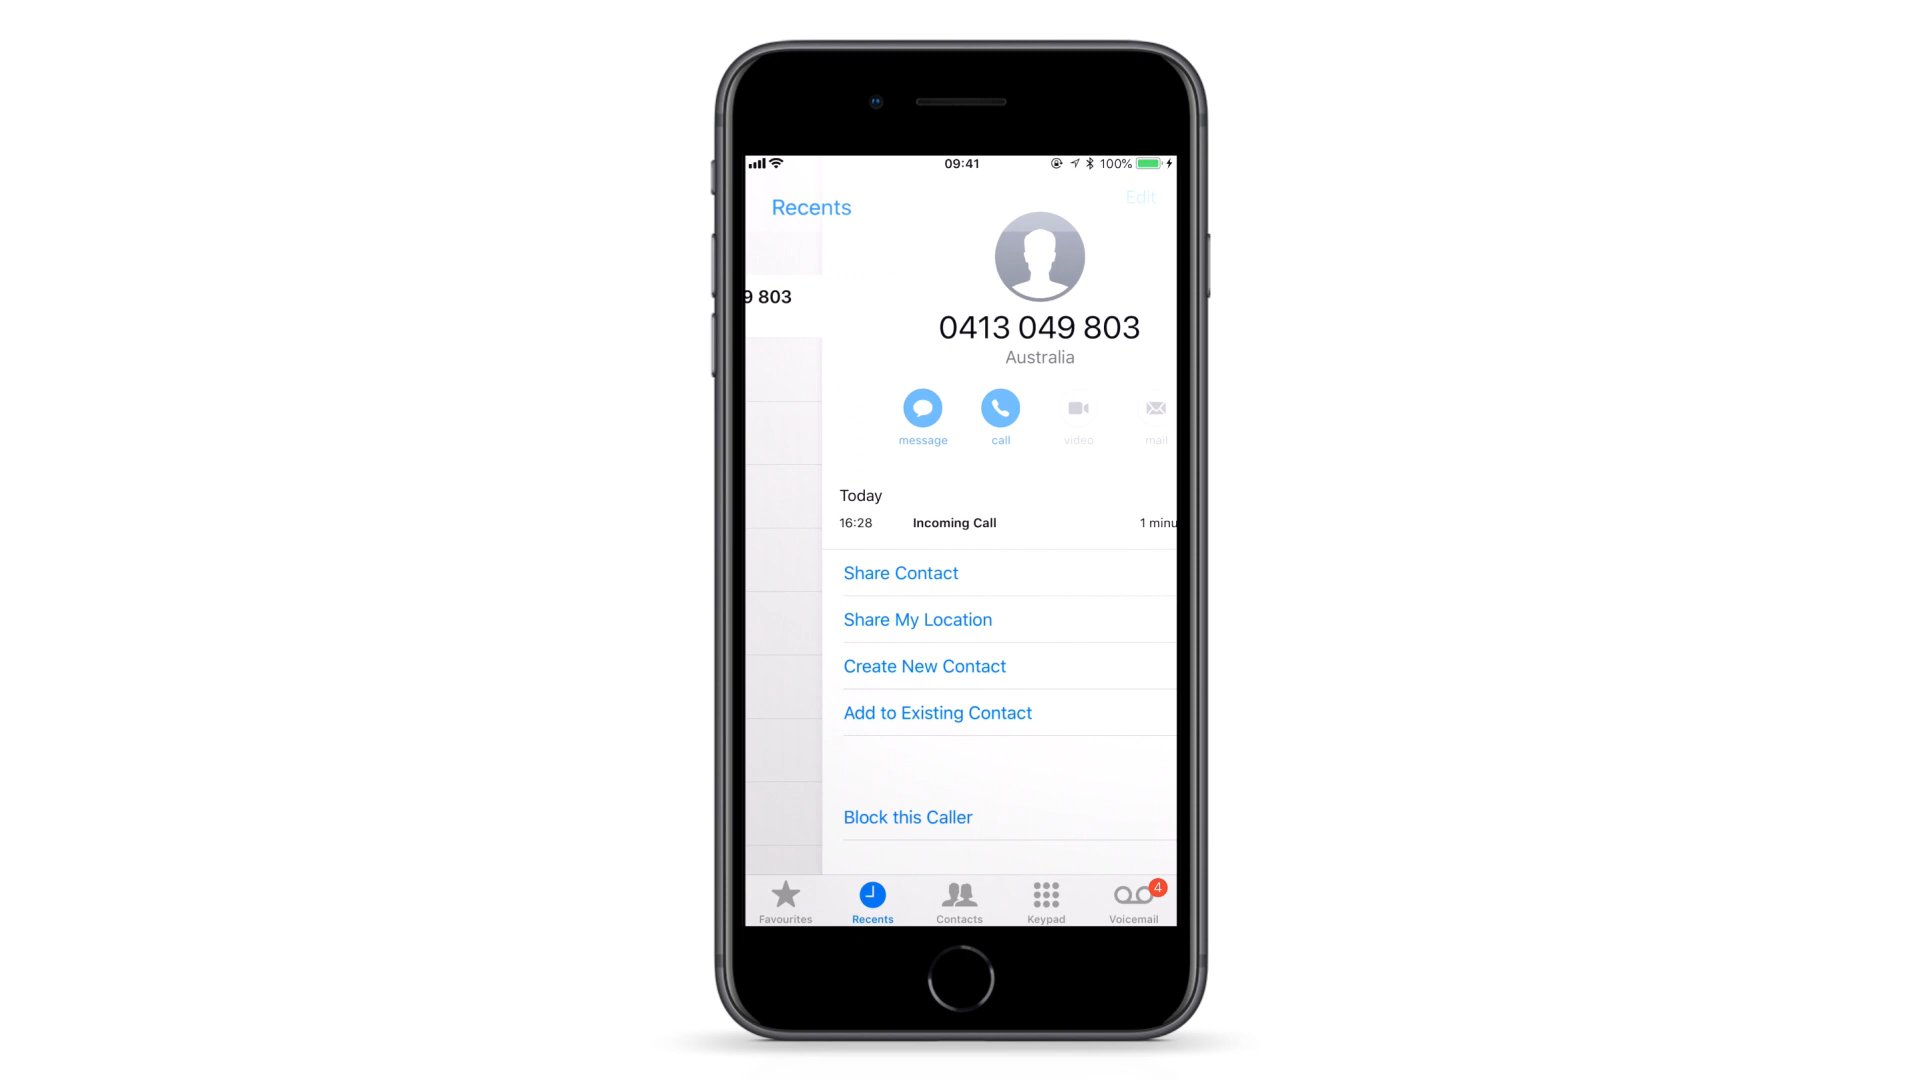 09:41 100%
Recents Edit
9 803
0413 049 803
Australia
message call video mail
Today
16:28 Incoming Call 1 minu
Share Contact
Share My Location
Create New Contact
Add to Existing Contact
Block this Caller
4
Favourites Recents Contacts Keypad Voicemail